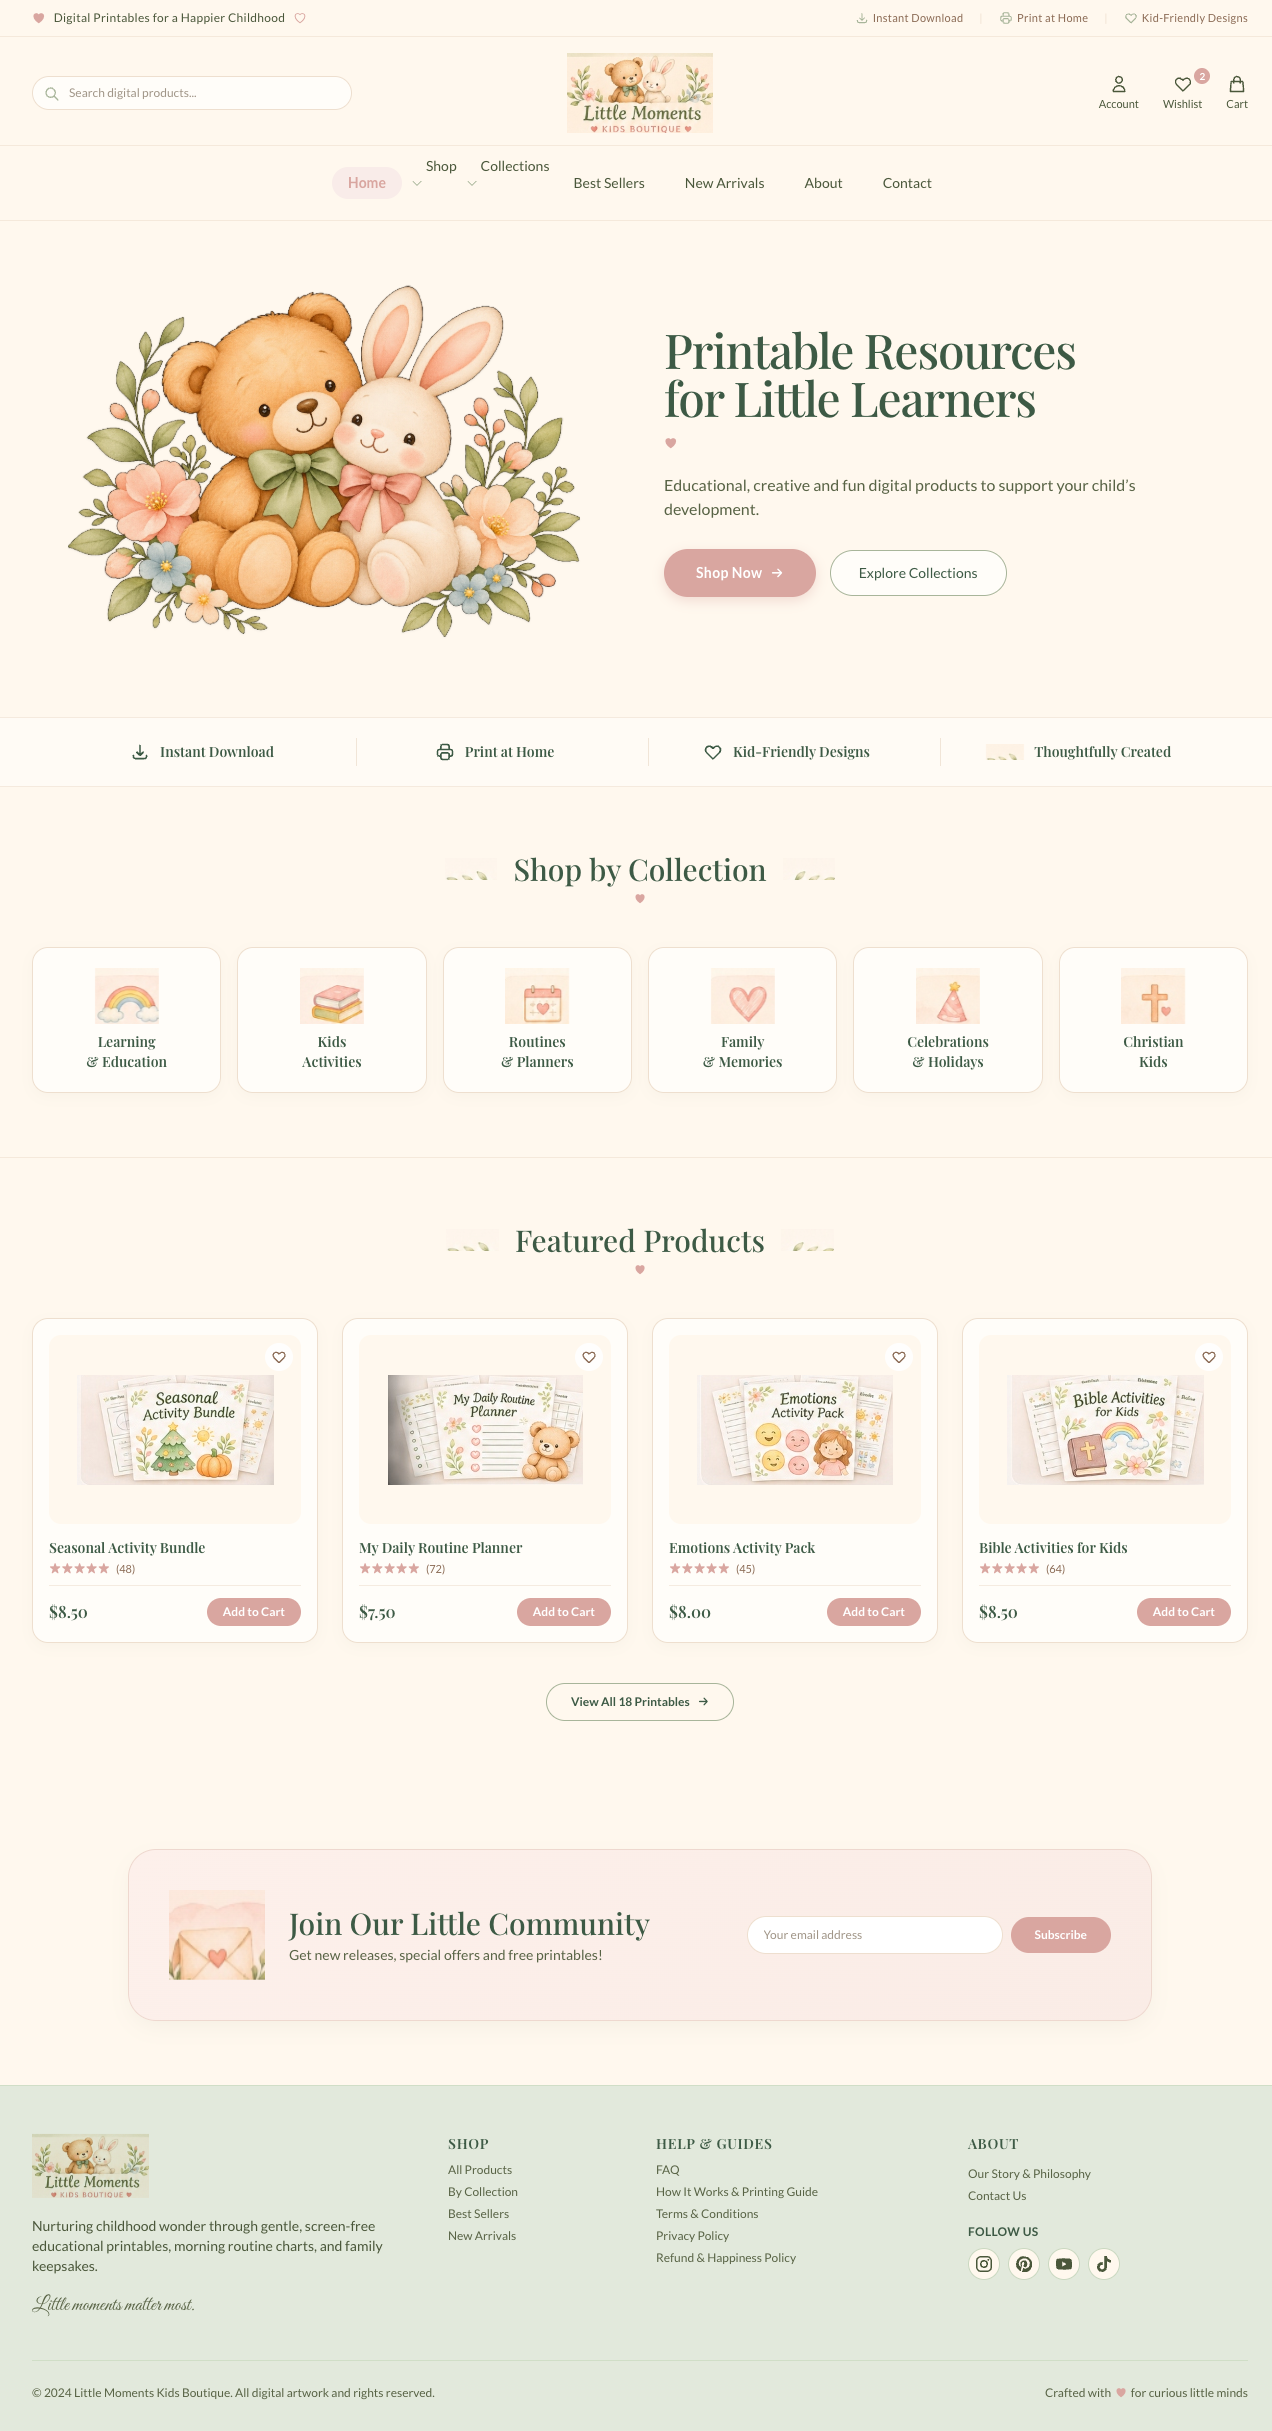 Digital Printables for a Happier Childhood
Instant Download
Print at Home
Kid-Friendly Designs
Search digital products...
Little Moments
KIDS BOUTIQUE
Account
Wishlist
2
Cart
Home
Shop
Collections
Best Sellers
New Arrivals
About
Contact
Printable Resources
for Little Learners
Educational, creative and fun digital products to support your child's
development.
Shop Now
Explore Collections
Instant Download
Print at Home
Kid-Friendly Designs
Thoughtfully Created
Shop by Collection
Learning
& Education
Kids
Activities
Routines
& Planners
Family
& Memories
Celebrations
& Holidays
Christian
Kids
Featured Products
Seasonal
Activity Bundle
Seasonal Activity Bundle
(48)
$8.50
Add to Cart
My Daily Routine
Planner
My Daily Routine Planner
(72)
$7.50
Add to Cart
Emotions
Activity Pack
Emotions Activity Pack
(45)
$8.00
Add to Cart
Bible Activities
for Kids
Bible Activities for Kids
(64)
$8.50
Add to Cart
View All 18 Printables
Join Our Little Community
Get new releases, special offers and free printables!
Your email address
Subscribe
Little Moments
KIDS BOUTIQUE
Nurturing childhood wonder through gentle, screen-free
educational printables, morning routine charts, and family
keepsakes.
Little moments matter most.
SHOP
All Products
By Collection
Best Sellers
New Arrivals
HELP & GUIDES
FAQ
How It Works & Printing Guide
Terms & Conditions
Privacy Policy
Refund & Happiness Policy
ABOUT
Our Story & Philosophy
Contact Us
FOLLOW US
© 2024 Little Moments Kids Boutique. All digital artwork and rights reserved.
Crafted with ♥ for curious little minds